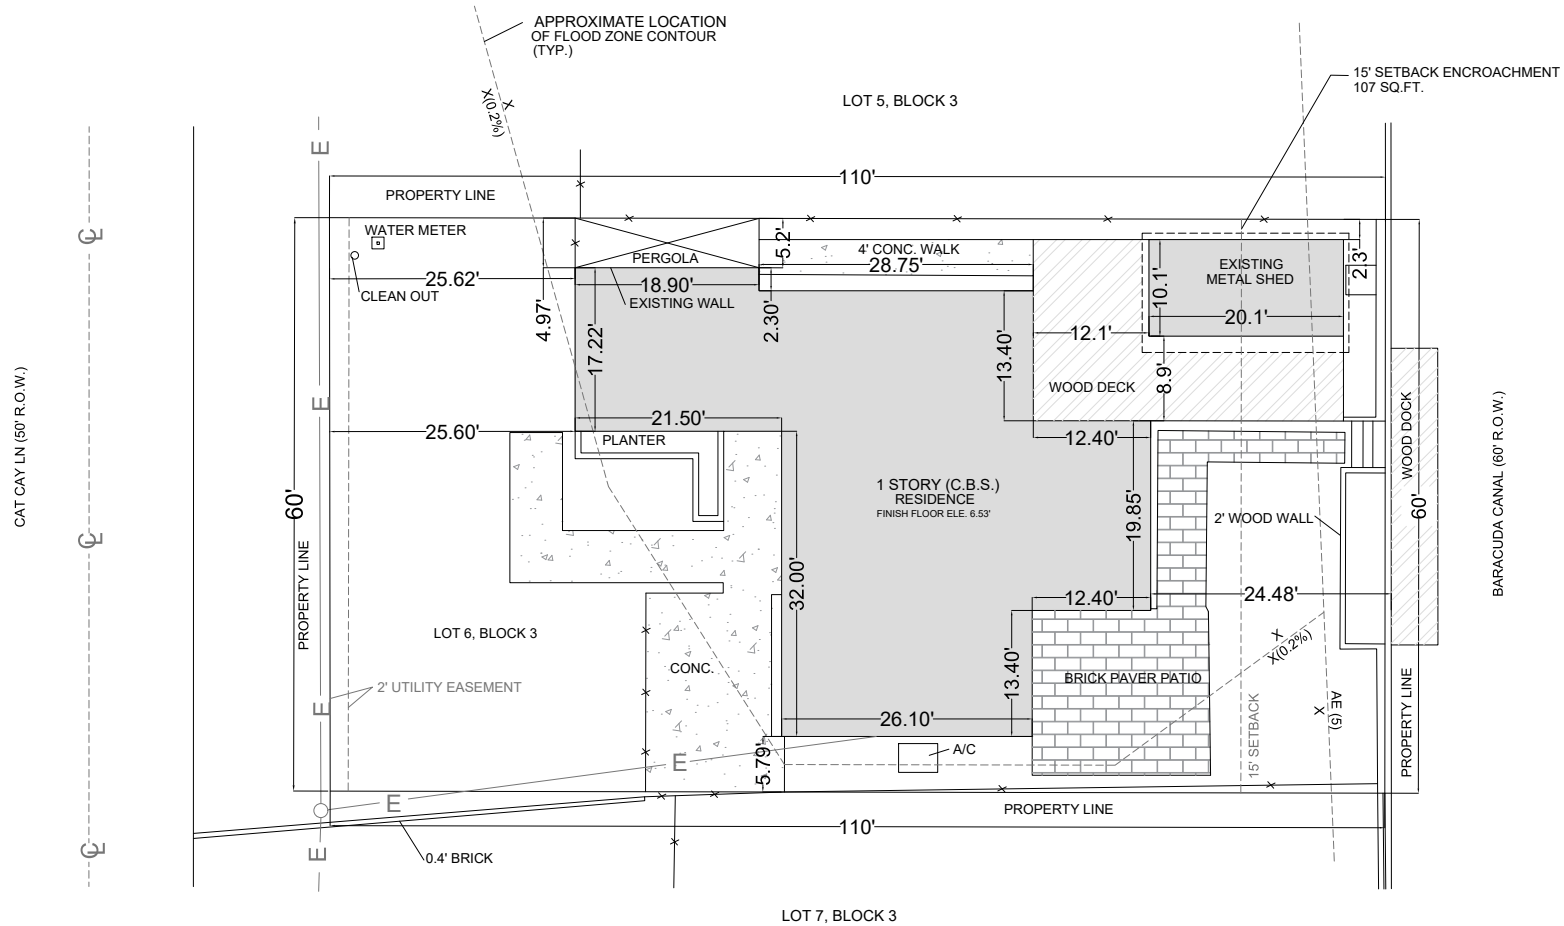 APPROXIMATE LOCATION
OF FLOOD ZONE CONTOUR
(TYP.)
X
X(0.2%)
LOT 5, BLOCK 3
15' SETBACK ENCROACHMENT
107 SQ.FT.
E
110'
PROPERTY LINE
WATER METER
CLEAN OUT
25.62'
PERGOLA
18.90'
EXISTING WALL
5.2'
4' CONC. WALK
28.75'
EXISTING
METAL SHED
10.1'
20.1'
2.3'
4.97'
17.22'
2.30'
13.40'
12.1'
WOOD DECK
8.9'
CAT CAY LN (50' R.O.W.)
CL
CL
CL
60'
PROPERTY LINE
E
25.60'
21.50'
PLANTER
12.40'
1 STORY (C.B.S.)
RESIDENCE
FINISH FLOOR ELE. 6.53'
19.85'
2' WOOD WALL
WOOD DOCK
60'
BARACUDA CANAL (60' R.O.W.)
32.00'
12.40'
24.48'
LOT 6, BLOCK 3
CONC.
13.40'
BRICK PAVER PATIO
X
X(0.2%)
2' UTILITY EASEMENT
E
26.10'
15' SETBACK
AE (5)
X
PROPERTY LINE
5.79'
E
A/C
E
PROPERTY LINE
110'
E
0.4' BRICK
LOT 7, BLOCK 3